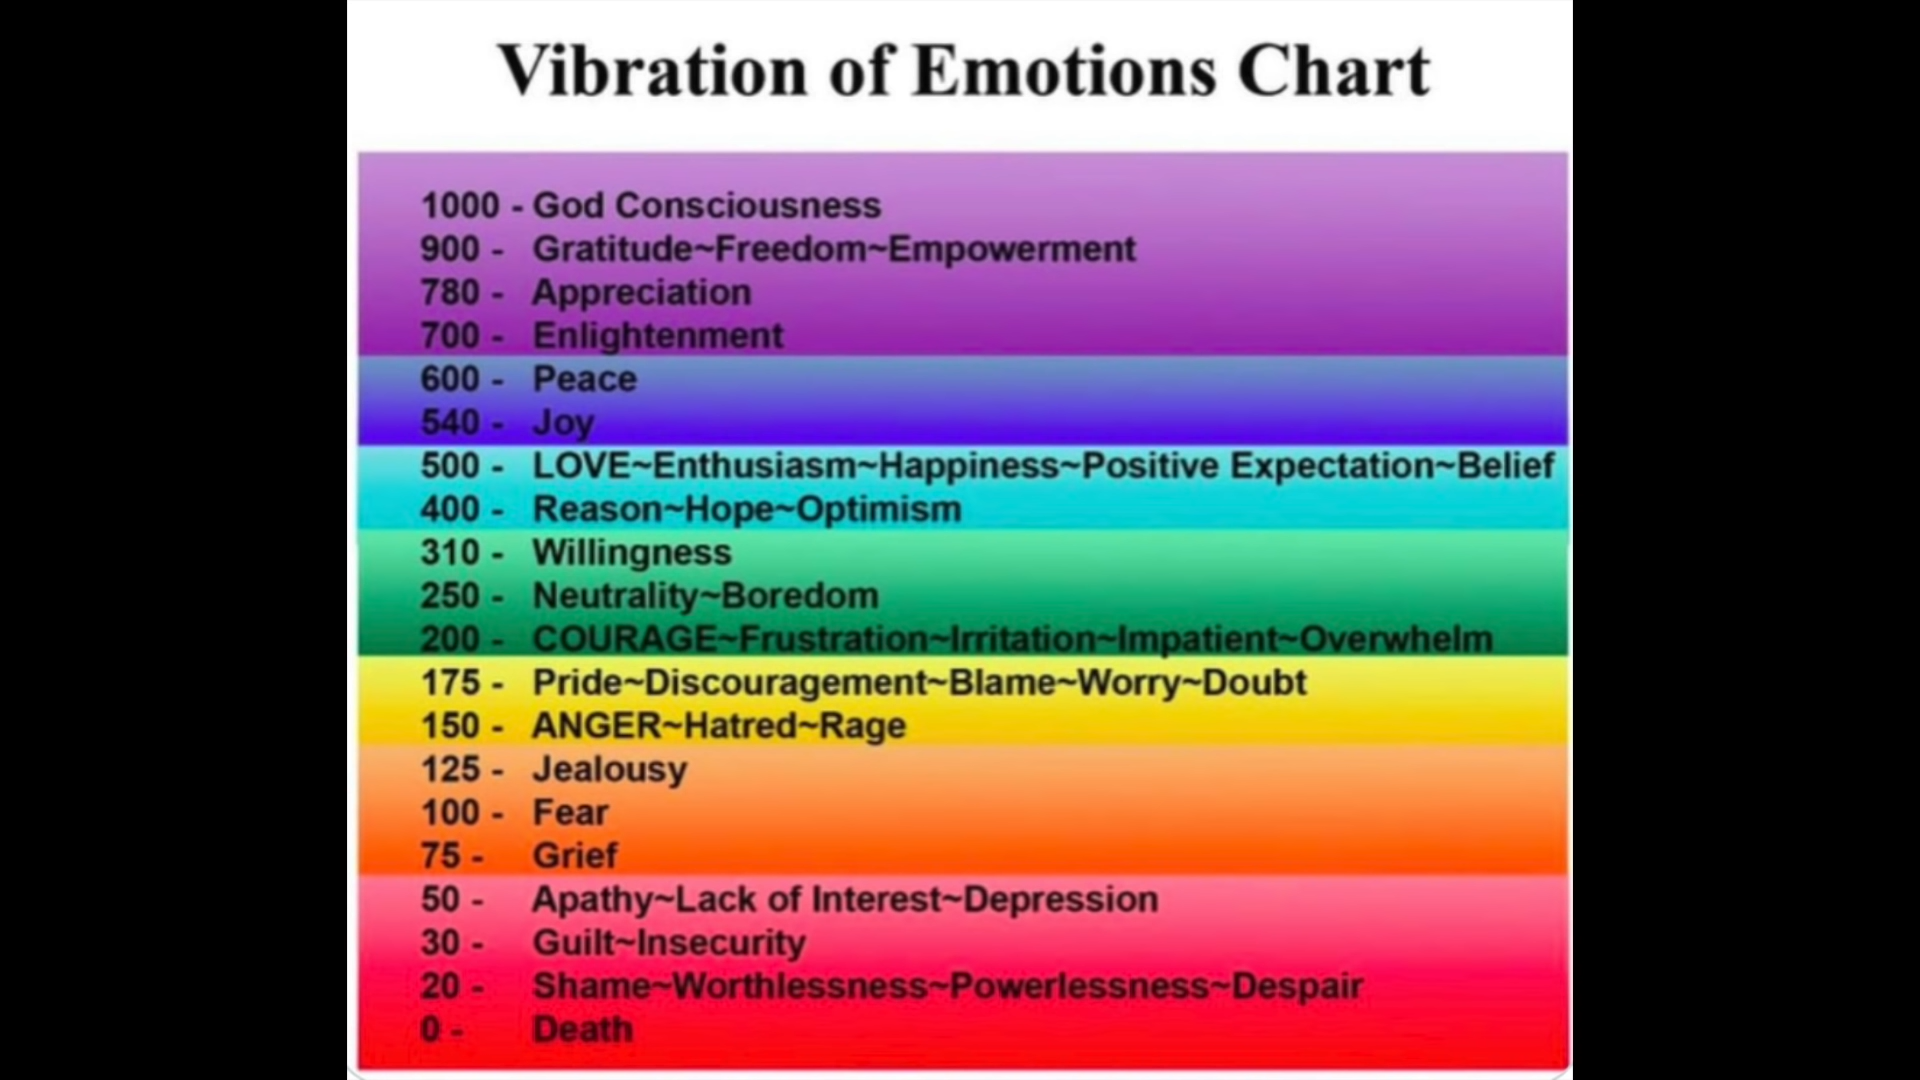 Vibration of Emotions Chart
1000 - God Consciousness
900 - Gratitude~Freedom~Empowerment
780 - Appreciation
700 - Enlightenment
600 - Peace
540 - Joy
500 - LOVE~Enthusiasm~Happiness~Positive Expectation~Belief
400 - Reason~Hope~Optimism
310 - Willingness
250 - Neutrality~Boredom
200 - COURAGE~Frustration~Irritation~Impatient~Overwhelm
175 - Pride~Discouragement~Blame~Worry~Doubt
150 - ANGER~Hatred~Rage
125 - Jealousy
100 - Fear
75 - Grief
50 - Apathy~Lack of Interest~Depression
30 - Guilt~Insecurity
20 - Shame~Worthlessness~Powerlessness~Despair
0 - Death